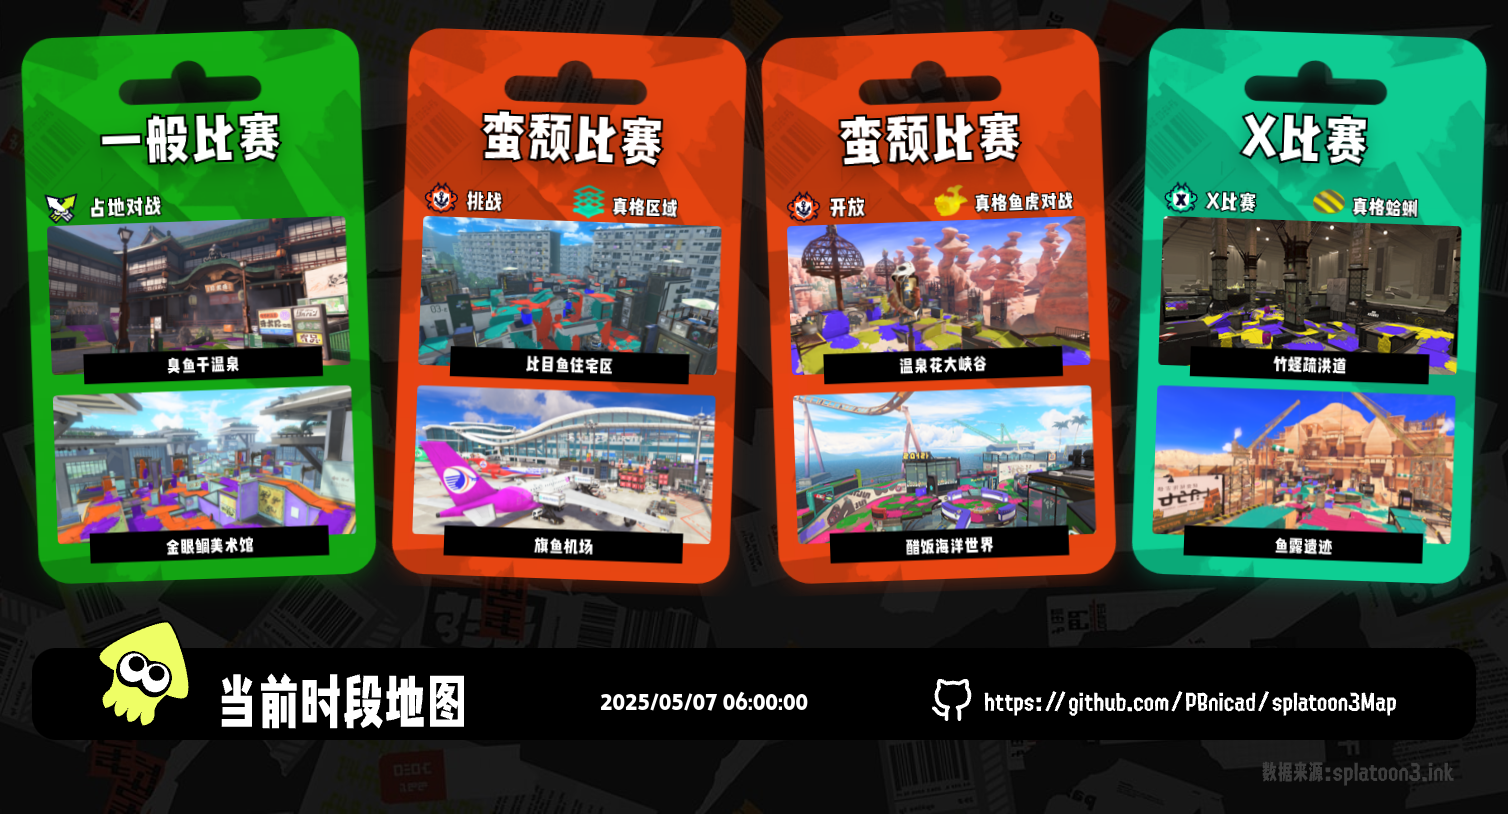 一般比赛
占地对战
臭鱼干温泉
金眼鲷美术馆
蛮颓比赛
挑战
真格区域
比目鱼住宅区
旗鱼机场
蛮颓比赛
开放
真格鱼虎对战
温泉花大峡谷
醋饭海洋世界
X比赛
X比赛
真格蛤蜊
竹蛏疏洪道
鱼露遗迹
当前时段地图
2025/05/07 06:00:00
https://github.com/PBnicad/splatoon3Map
数据来源:splatoon3.ink